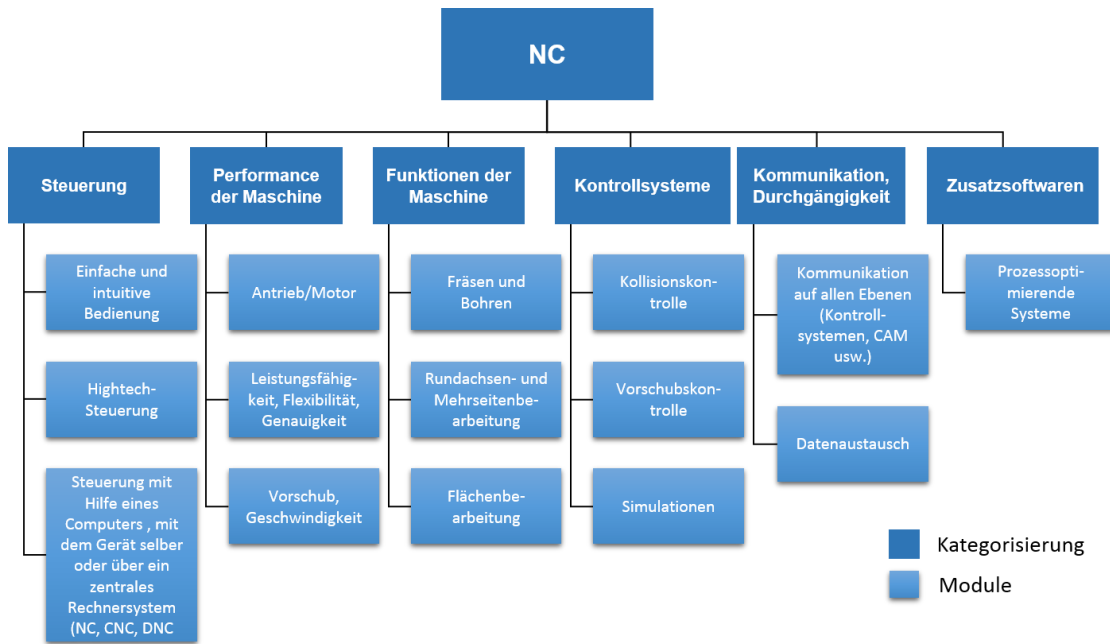 NC
Steuerung
Performance
der Maschine
Funktionen der
Maschine
Kontrollsysteme
Kommunikation,
Durchgängigkeit
Zusatzsoftwaren
Einfache und
intuitive
Bedienung
Hightech-
Steuerung
Steuerung mit
Hilfe eines
Computers , mit
dem Gerät selber
oder über ein
zentrales
Rechnersystem
(NC, CNC, DNC
Antrieb/Motor
Leistungsfähig-
keit, Flexibilität,
Genauigkeit
Vorschub,
Geschwindigkeit
Fräsen und
Bohren
Rundachsen- und
Mehrseitenbe-
arbeitung
Flächenbe-
arbeitung
Kollisionskon-
trolle
Vorschubskon-
trolle
Simulationen
Kommunikation
auf allen Ebenen
(Kontroll-
systemen, CAM
usw.)
Datenaustausch
Prozessopti-
mierende
Systeme
Kategorisierung
Module